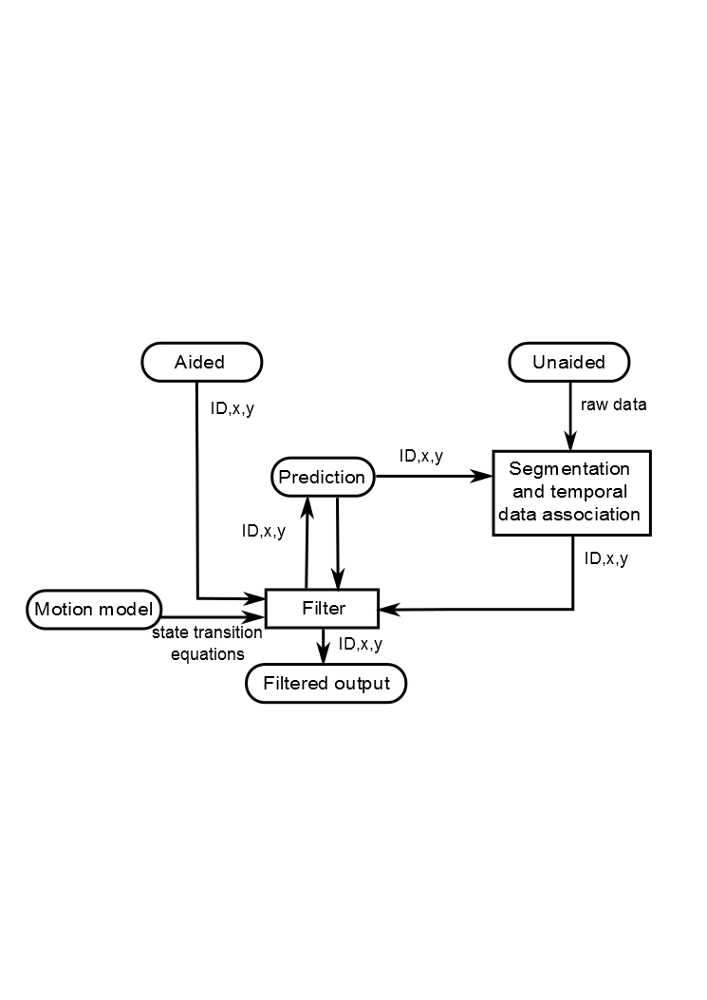 Aided
Unaided
ID,x,y
raw data
ID,x,y
Prediction
Segmentation
and temporal
data association
ID,x,y
ID,x,y
Motion model
Filter
state transition
equations
ID,x,y
Filtered output